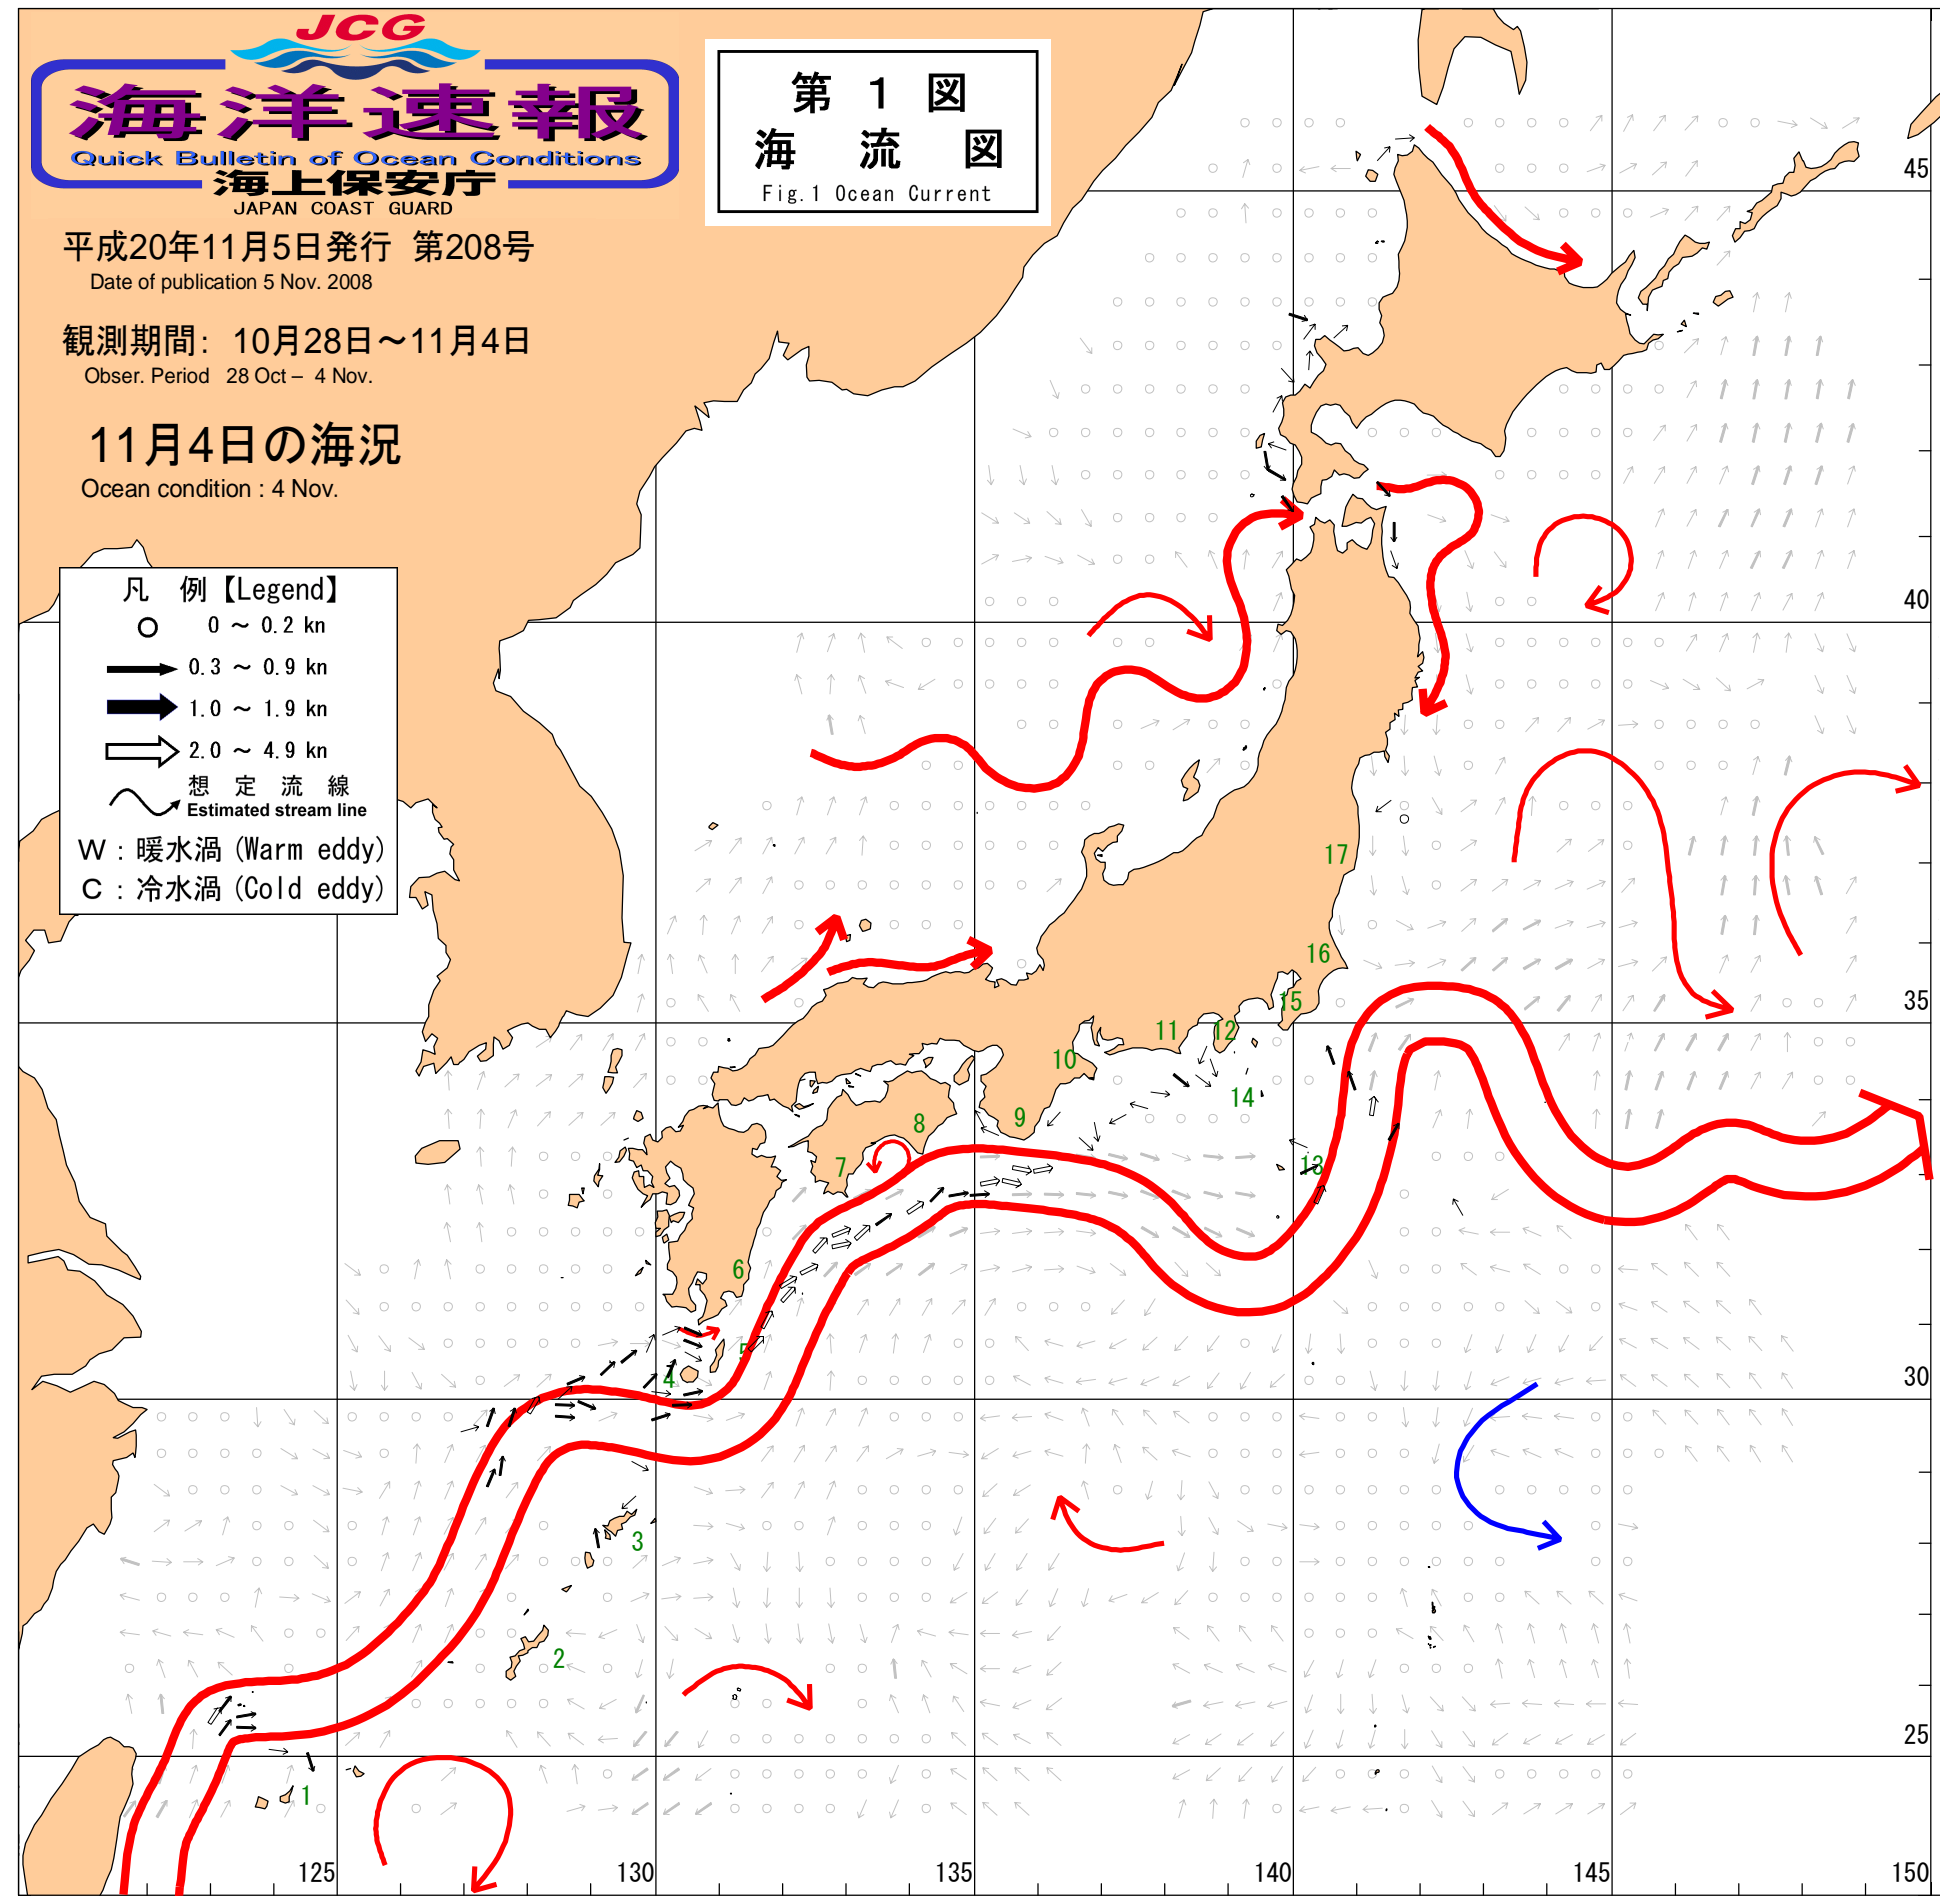 JCG
海洋速報
Quick Bulletin of Ocean Conditions
海上保安庁
JAPAN COAST GUARD
平成20年11月5日発行 第208号
Date of publication 5 Nov. 2008
観測期間: 10月28日～11月4日
Obser. Period 28 Oct – 4 Nov.
11月4日の海況
Ocean condition : 4 Nov.
第 1 図
海 流 図
Fig.1 Ocean Current
凡 例【Legend】
0 ～ 0.2 kn
0.3 ～ 0.9 kn
1.0 ～ 1.9 kn
2.0 ～ 4.9 kn
想 定 流 線
Estimated stream line
W : 暖水渦 (Warm eddy)
C : 冷水渦 (Cold eddy)
45
40
17
16
15
35
11
12
10
14
9
8
7
13
6
5
4
30
3
2
25
1
125
130
135
140
145
150